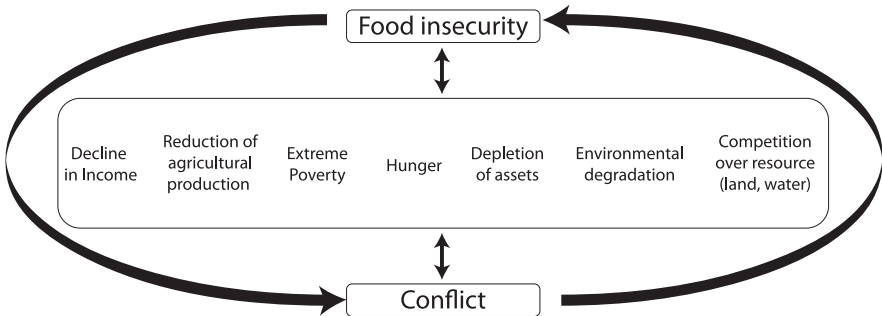 Food insecurity
Decline
in Income
Reduction of
agricultural
production
Extreme
Poverty
Hunger
Depletion
of assets
Environmental
degradation
Competition
over resource
(land, water)
Conflict